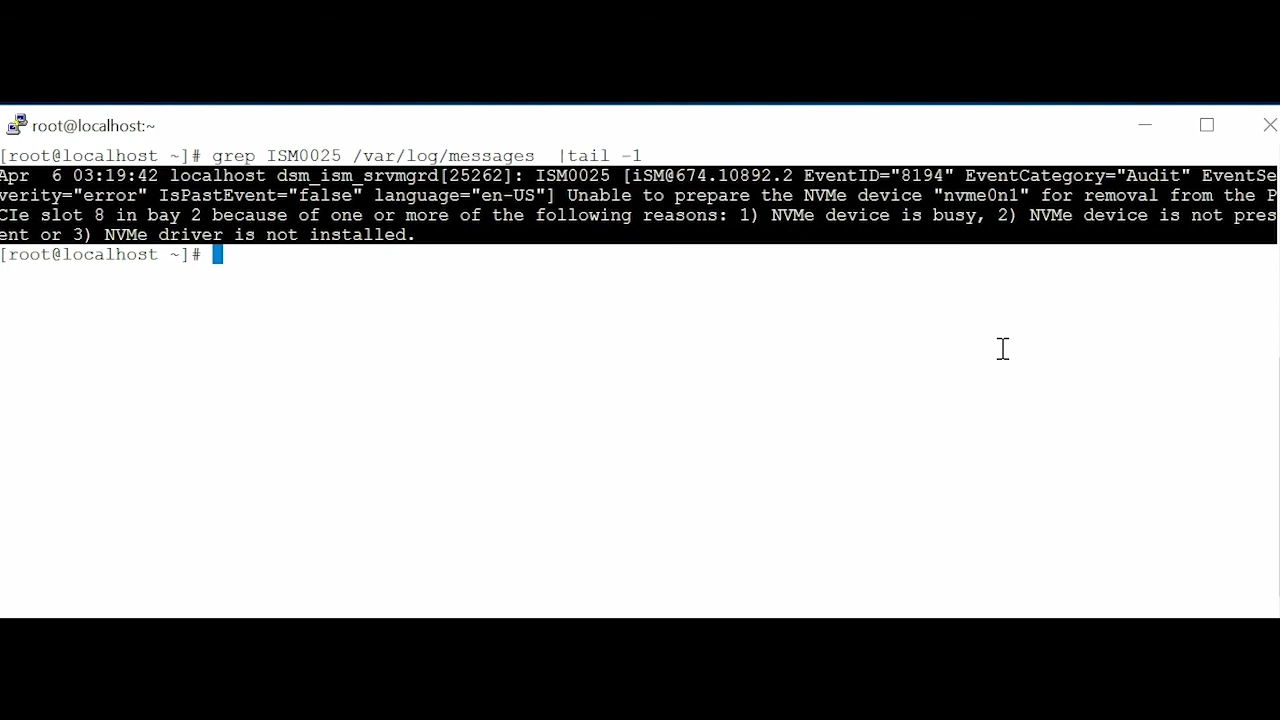 root@localhost:~
[root@localhost ~]# grep ISM0025 /var/log/messages  |tail -1
Apr  6 03:19:42 localhost dsm_ism_srvmgrd[25262]: ISM0025 [iSM@674.10892.2 EventID="8194" EventCategory="Audit" EventSe
verity="error" IsPastEvent="false" language="en-US"] Unable to prepare the NVMe device "nvme0n1" for removal from the P
CIe slot 8 in bay 2 because of one or more of the following reasons: 1) NVMe device is busy, 2) NVMe device is not pres
ent or 3) NVMe driver is not installed.
[root@localhost ~]#